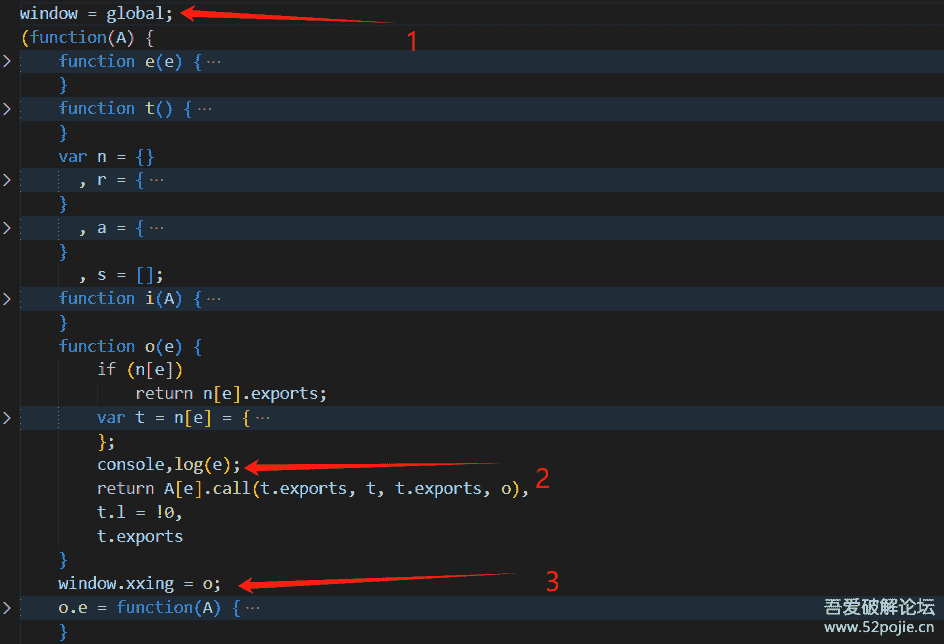 window = global;
1
(function(A) {
function e(e) {···
}
function t() {···
}
var n = {}
, r = {···
}
, a = {···
}
, s = [];
function i(A) {···
}
function o(e) {
if (n[e])
return n[e].exports;
var t = n[e] = {···
};
console,log(e);
2
return A[e].call(t.exports, t, t.exports, o),
t.l = !0,
t.exports
}
window.xxing = o;
3
o.e = function(A) {···
}
吾爱破解论坛
www.52pojie.cn